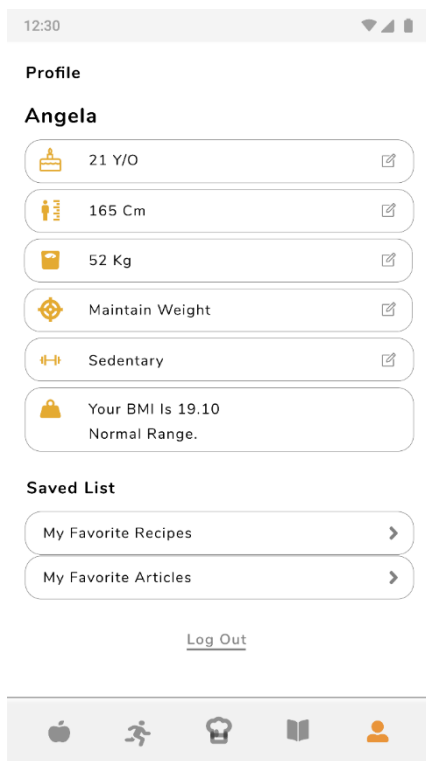 12:30
Profile
Angela
21 Y/O
165 Cm
52 Kg
Maintain Weight
Sedentary
Your BMI Is 19.10
Normal Range.
Saved List
My Favorite Recipes
My Favorite Articles
Log Out